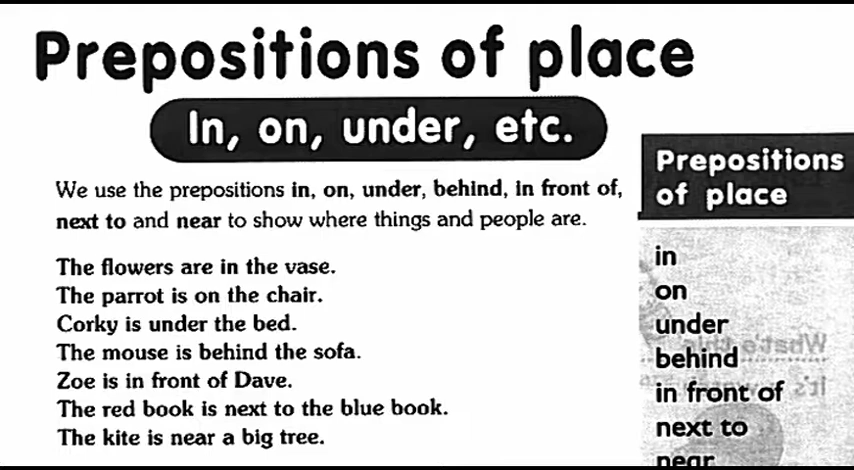 Prepositions of place
In, on, under, etc.
We use the prepositions in, on, under, behind, in front of,
next to and near to show where things and people are.
The flowers are in the vase.
The parrot is on the chair.
Corky is under the bed.
The mouse is behind the sofa.
Zoe is in front of Dave.
The red book is next to the blue book.
The kite is near a big tree.
Prepositions
of place
in
on
under
behind
in front of
next to
near
What's this
It's